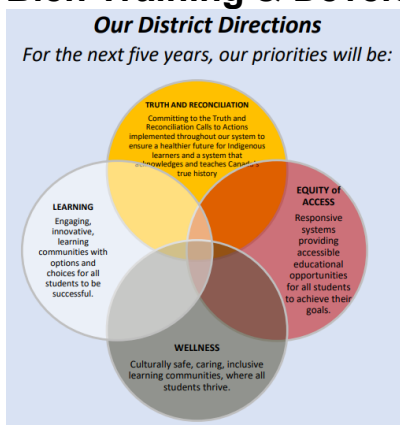 Our District Directions
For the next five years, our priorities will be:
TRUTH AND RECONCILIATION
Committing to the Truth and
Reconciliation Calls to Actions
implemented throughout our system to
ensure a healthier future for Indigenous
learners and a system that
acknowledges and teaches Canada's
true history
LEARNING
Engaging,
innovative,
learning
communities with
options and
choices for all
students to be
successful.
EQUITY of
ACCESS
Responsive
systems
providing
accessible
educational
opportunities
for all students
to achieve their
goals.
WELLNESS
Culturally safe, caring, inclusive
learning communities, where all
students thrive.